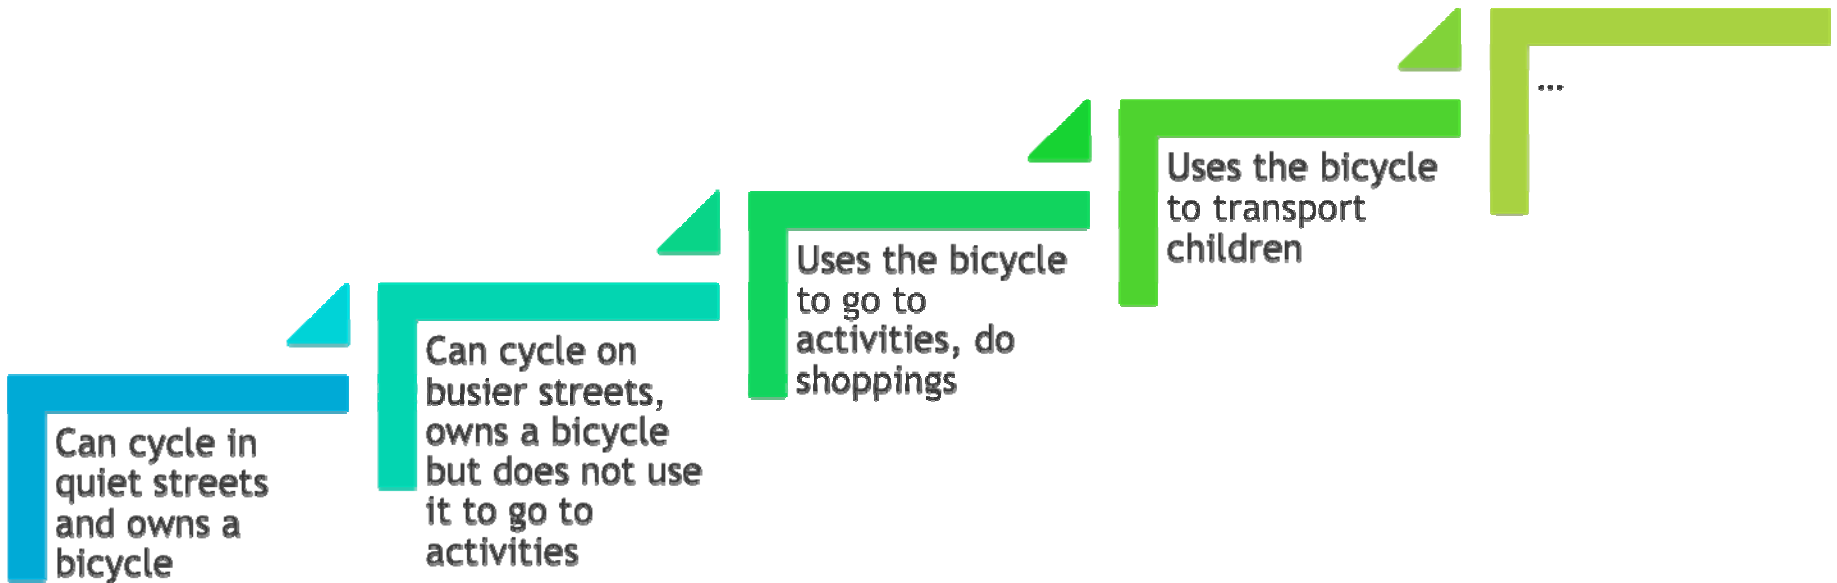 Can cycle in
quiet streets
and owns a
bicycle
Can cycle on
busier streets,
owns a bicycle
but does not use
it to go to
activities
Uses the bicycle
to go to
activities, do
shoppings
Uses the bicycle
to transport
children
...